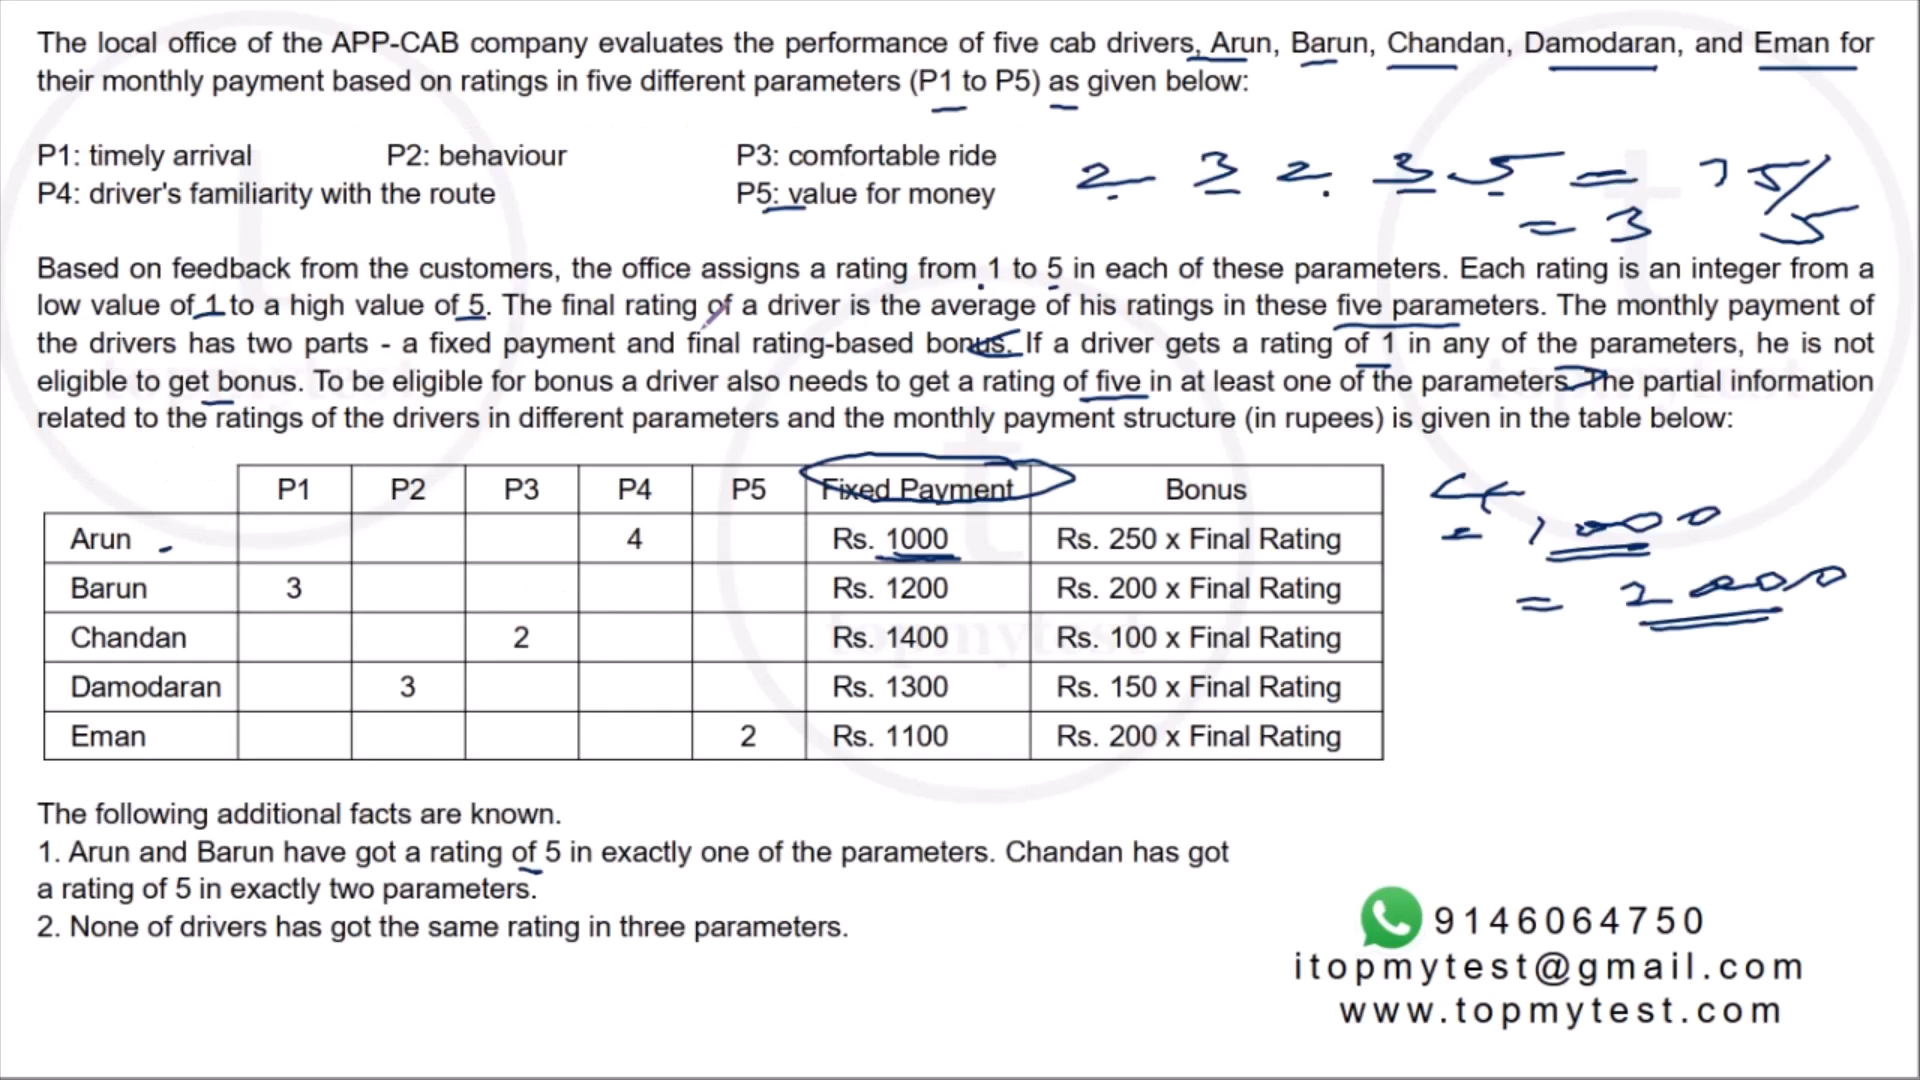 The local office of the APP-CAB company evaluates the performance of five cab drivers, Arun, Barun, Chandan, Damodaran, and Eman for
their monthly payment based on ratings in five different parameters (P1 to P5) as given below:
P1: timely arrival P2: behaviour P3: comfortable ride
P4: driver's familiarity with the route P5: value for money
2 3 2 3 5 = 15/5
= 3
Based on feedback from the customers, the office assigns a rating from 1 to 5 in each of these parameters. Each rating is an integer from a
low value of 1 to a high value of 5. The final rating of a driver is the average of his ratings in these five parameters. The monthly payment of
the drivers has two parts - a fixed payment and final rating-based bonus. If a driver gets a rating of 1 in any of the parameters, he is not
eligible to get bonus. To be eligible for bonus a driver also needs to get a rating of five in at least one of the parameters. The partial information
related to the ratings of the drivers in different parameters and the monthly payment structure (in rupees) is given in the table below:
P1 P2 P3 P4 P5 Fixed Payment Bonus
Arun 4 Rs. 1000 Rs. 250 x Final Rating
Barun 3 Rs. 1200 Rs. 200 x Final Rating
Chandan 2 Rs. 1400 Rs. 100 x Final Rating
Damodaran 3 Rs. 1300 Rs. 150 x Final Rating
Eman 2 Rs. 1100 Rs. 200 x Final Rating
4
= 1000
= 2000
The following additional facts are known.
1. Arun and Barun have got a rating of 5 in exactly one of the parameters. Chandan has got
a rating of 5 in exactly two parameters.
2. None of drivers has got the same rating in three parameters.
9146064750
itopmytest@gmail.com
www.topmytest.com
topmytest